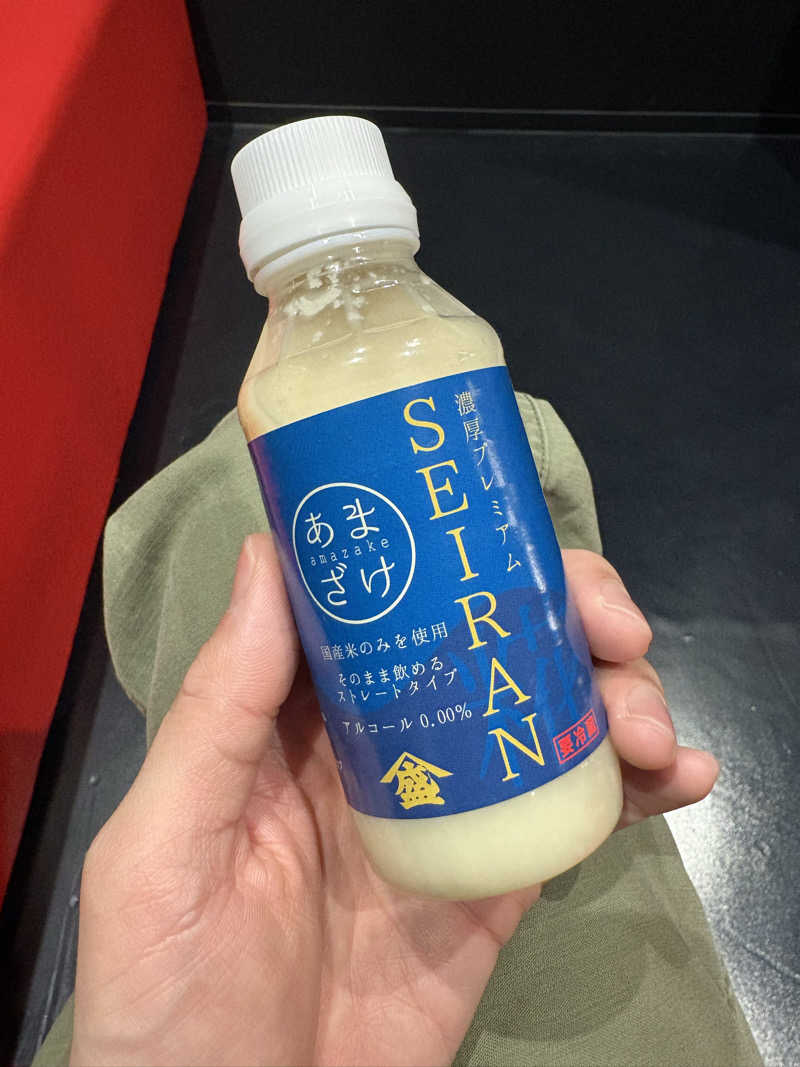 濃厚プレミアム
SEIRAN
あま
amazake
ざけ
国産米のみを使用
そのまま飲める
ストレートタイプ
アルコール 0.00%
盛
要冷蔵